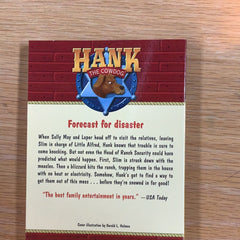 HANK
THE COWDOG
Forecast for disaster
When Sally May and Loper head off to visit the relatives, leaving
Slim in charge of Little Alfred, Hank knows that trouble is sure to
come knocking. But not even the Head of Ranch Security could have
predicted what would happen. First, Slim is struck down with the
measles. Then a blizzard hits the ranch, trapping them in the house
with no heat or electricity. Somehow, Hank's got to find a way to
get them out of this mess . . . before they're snowed in for good!
"The best family entertainment in years." —USA Today
Cover illustration by Gerald L. Holmes